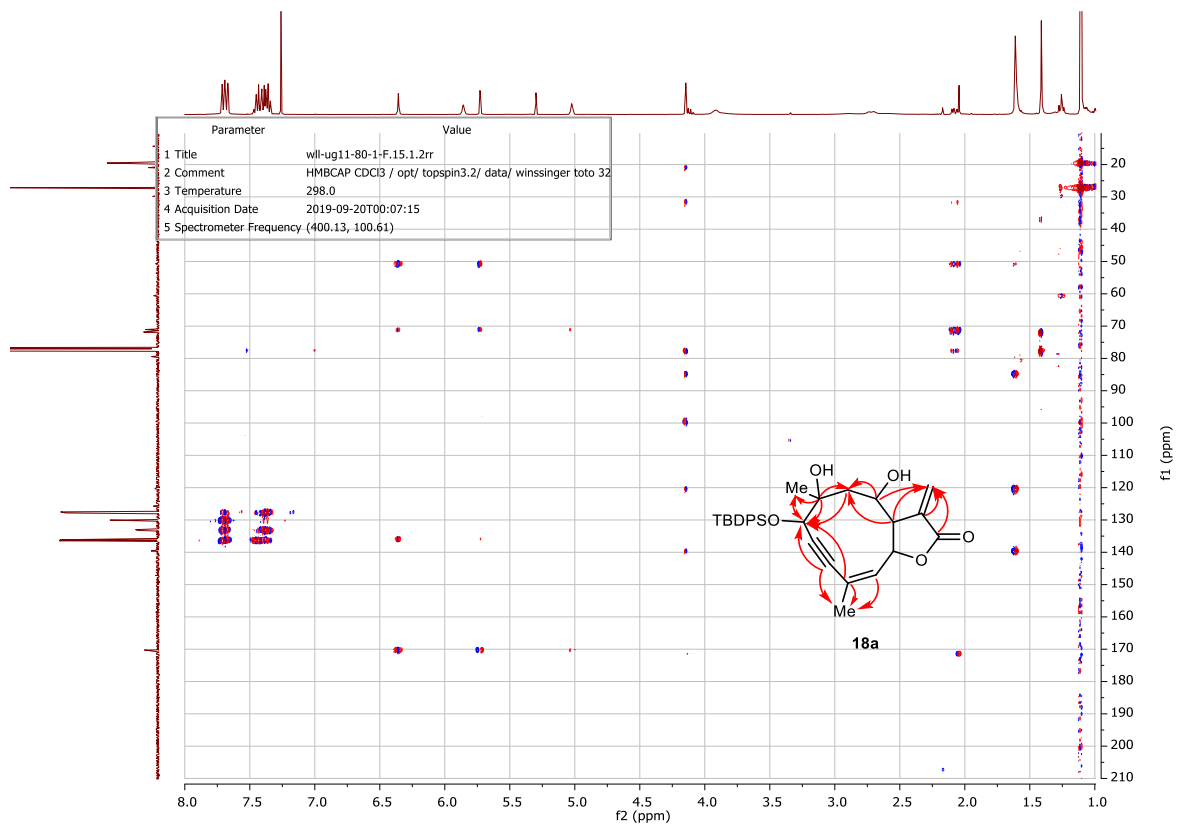 Parameter Value
1 Title wll-ug11-80-1-F.15.1.2rr
2 Comment HMBCAP CDCl3 / opt/ topspin3.2/ data/ winssinger toto 32
3 Temperature 298.0
4 Acquisition Date 2019-09-20T00:07:15
5 Spectrometer Frequency (400.13, 100.61)
20
30
40
50
60
70
80
90
100
110
120
130
140
150
160
170
180
190
200
210
f1 (ppm)
OH
OH
Me
TBDPSO
O
O
Me
18a
8.0 7.5 7.0 6.5 6.0 5.5 5.0 4.5 4.0 3.5 3.0 2.5 2.0 1.5 1.0
f2 (ppm)